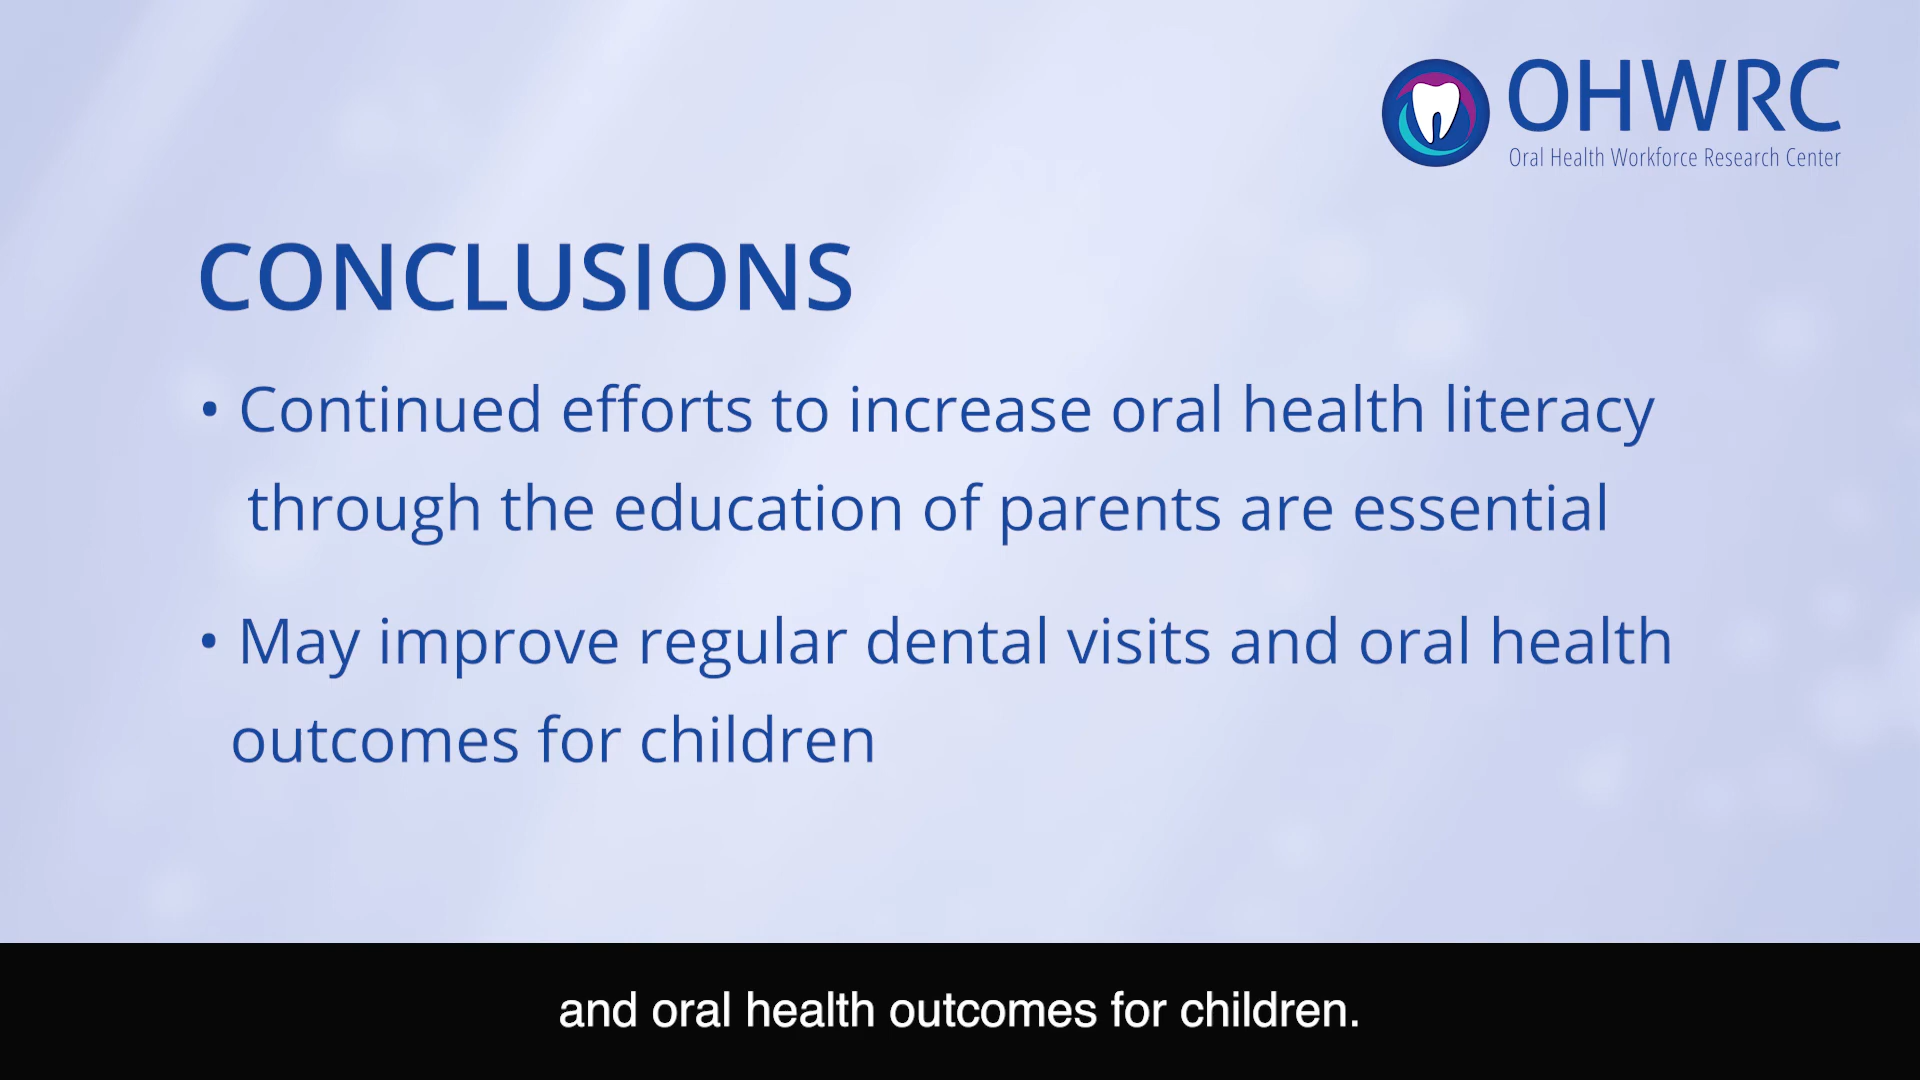 OHWRC
Oral Health Workforce Research Center
CONCLUSIONS
• Continued efforts to increase oral health literacy
through the education of parents are essential
• May improve regular dental visits and oral health
outcomes for children
and oral health outcomes for children.